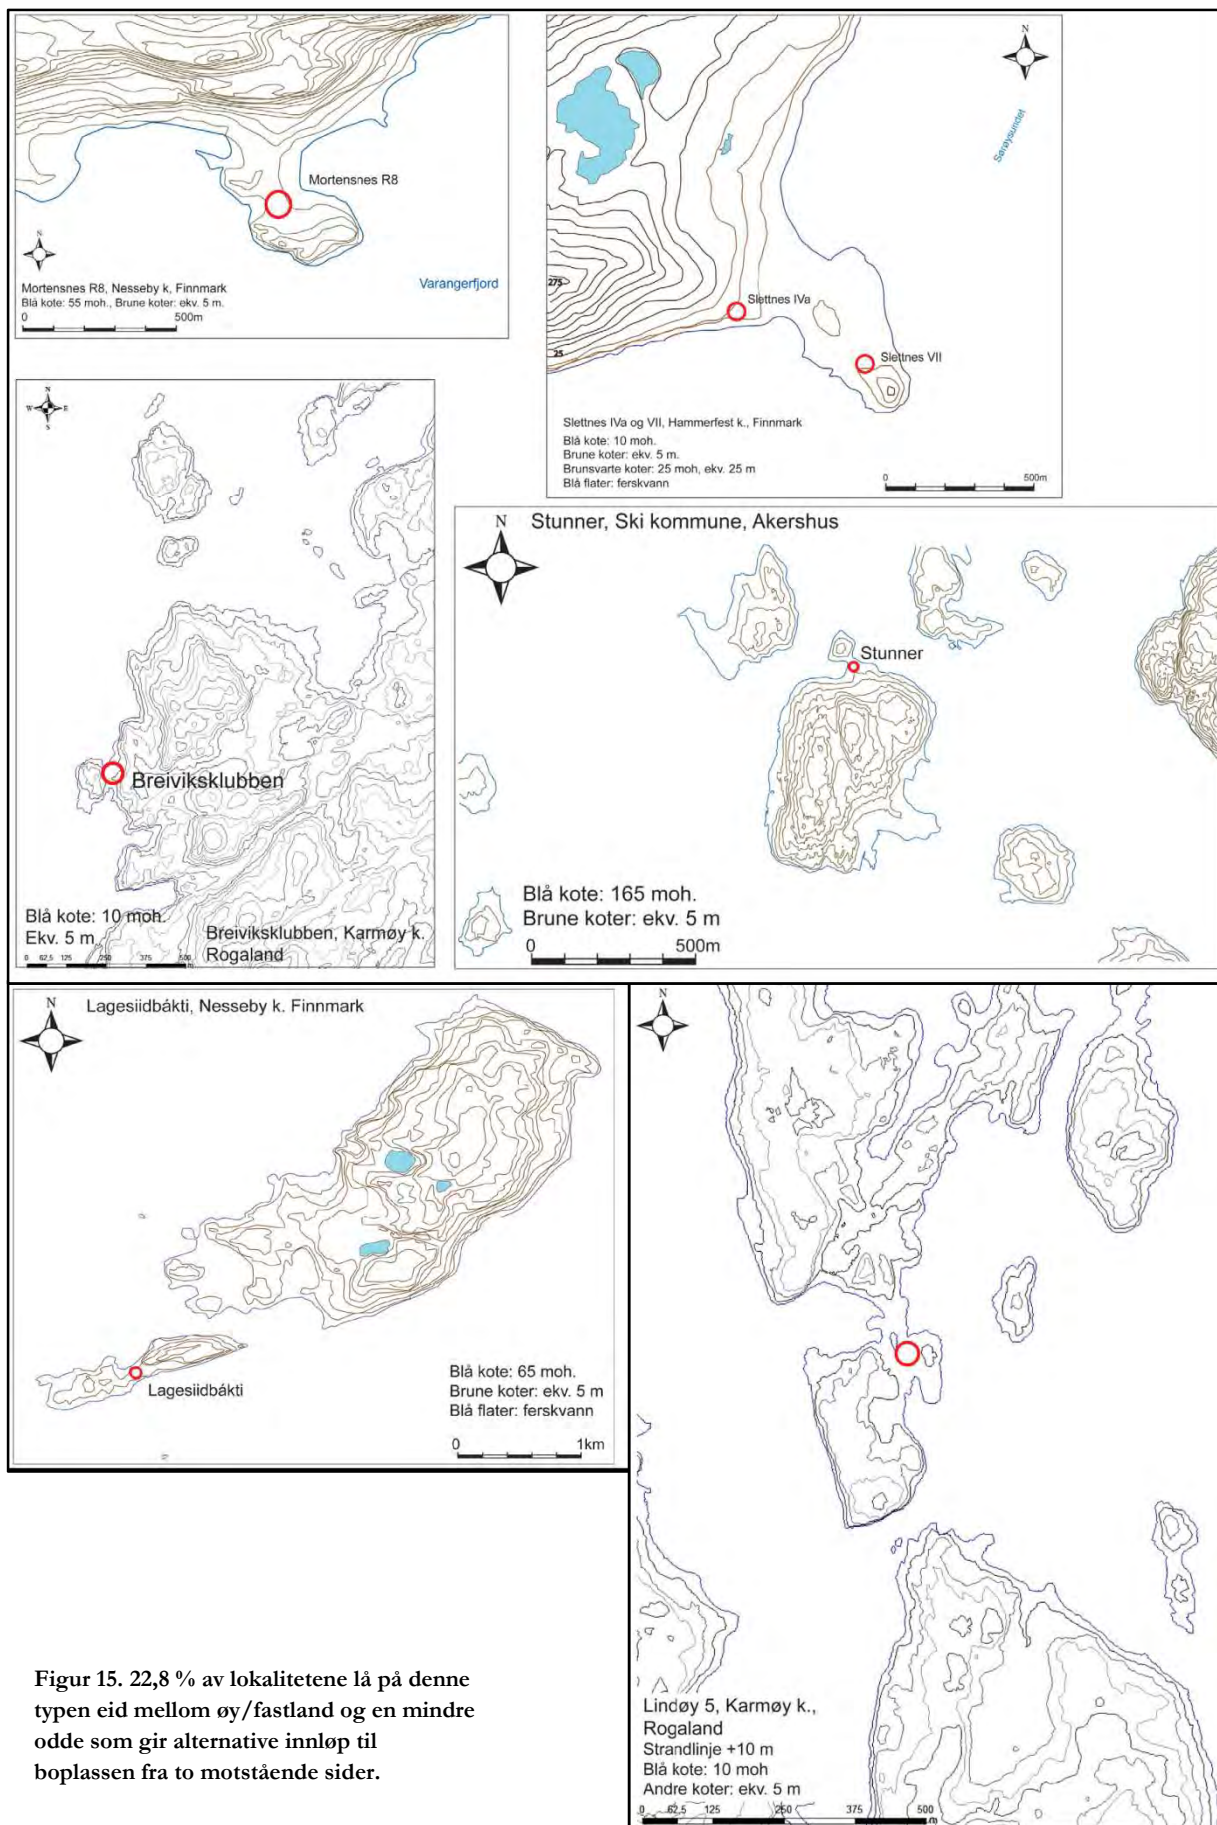 N
Mortensnes R8
Varangerfjord
Mortensnes R8, Nesseby k, Finnmark
Blå kote: 55 moh., Brune koter: ekv. 5 m.
0 500m
N
Sørøysundet
275
25
Slettnes IVa
Slettnes VII
Slettnes IVa og VII, Hammerfest k., Finnmark
Blå kote: 10 moh.
Brune koter: ekv. 5 m.
Brunsvarte koter: 25 moh, ekv. 25 m
Blå flater: ferskvann
0 500m
N
W E
S
Breiviksklubben
Blå kote: 10 moh.
Ekv. 5 m
Breiviksklubben, Karmøy k.
Rogaland
0 62,5 125 250 375 500
m
N
Stunner, Ski kommune, Akershus
Stunner
Blå kote: 165 moh.
Brune koter: ekv. 5 m
0 500m
N
Lagesiidbákti, Nesseby k. Finnmark
Lagesiidbákti
Blå kote: 65 moh.
Brune koter: ekv. 5 m
Blå flater: ferskvann
0 1km
N
Lindøy 5, Karmøy k.,
Rogaland
Strandlinje +10 m
Blå kote: 10 moh
Andre koter: ekv. 5 m
0 62,5 125 250 375 500
m
Figur 15. 22,8 % av lokalitetene lå på denne
typen eid mellom øy/fastland og en mindre
odde som gir alternative innløp til
boplassen fra to motstående sider.